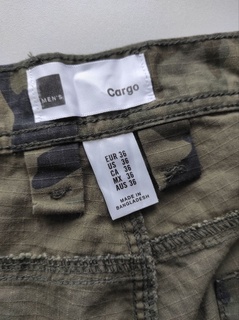 MEN'S
Cargo
EUR 36
US 36
CA 36
MX 36
AUS 36
MADE IN
BANGLADESH